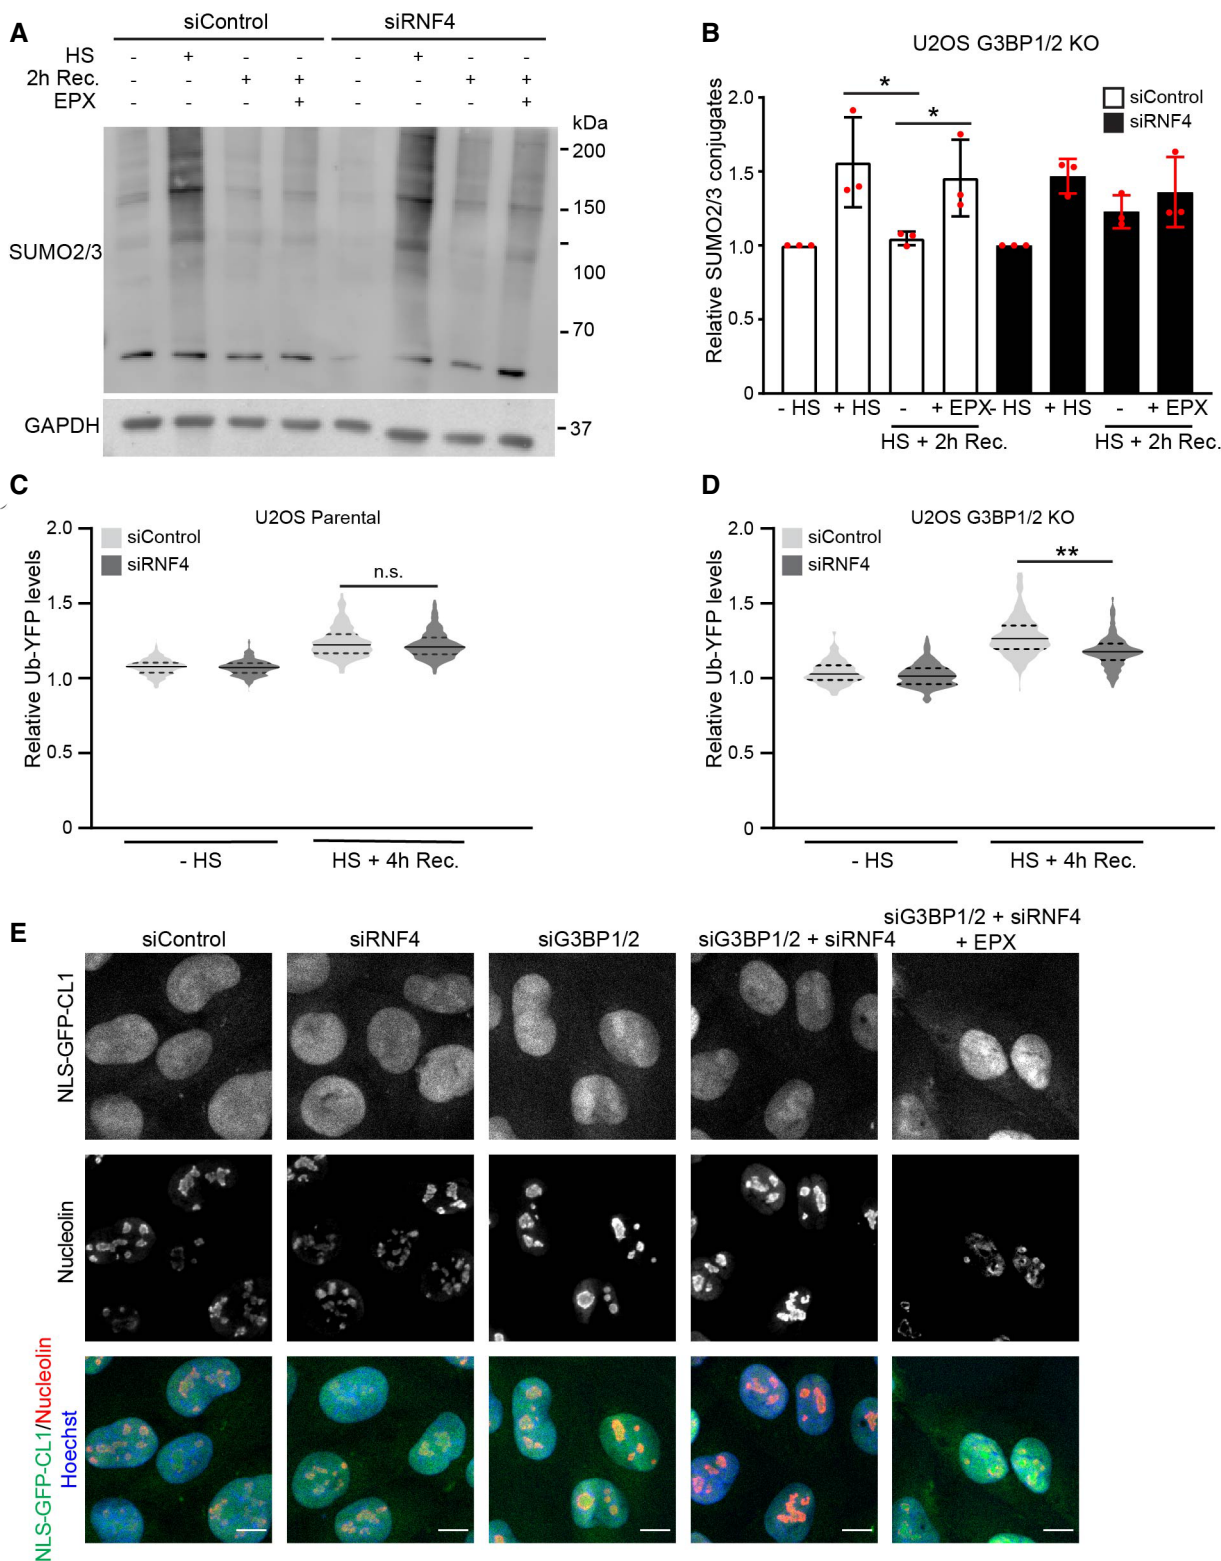 A
siControl
siRNF4
HS - + - - - + - -
2h Rec. - - + + - - + +
EPX - - - + - - - +
kDa
200
150
100
70
SUMO2/3
GAPDH
37
B
U2OS G3BP1/2 KO
siControl
siRNF4
Relative SUMO2/3 conjugates
2.0
1.5
1.0
0.5
0
*
*
- HS + HS - + EPX - HS + HS - + EPX
HS + 2h Rec. HS + 2h Rec.
C
U2OS Parental
siControl
siRNF4
Relative Ub-YFP levels
2.0
1.5
1.0
0.5
0
n.s.
- HS HS + 4h Rec.
D
U2OS G3BP1/2 KO
siControl
siRNF4
Relative Ub-YFP levels
2.0
1.5
1.0
0.5
0
**
- HS HS + 4h Rec.
E
siControl
siRNF4
siG3BP1/2
siG3BP1/2 + siRNF4
siG3BP1/2 + siRNF4
+ EPX
NLS-GFP-CL1
Nucleolin
NLS-GFP-CL1/Nucleolin
Hoechst